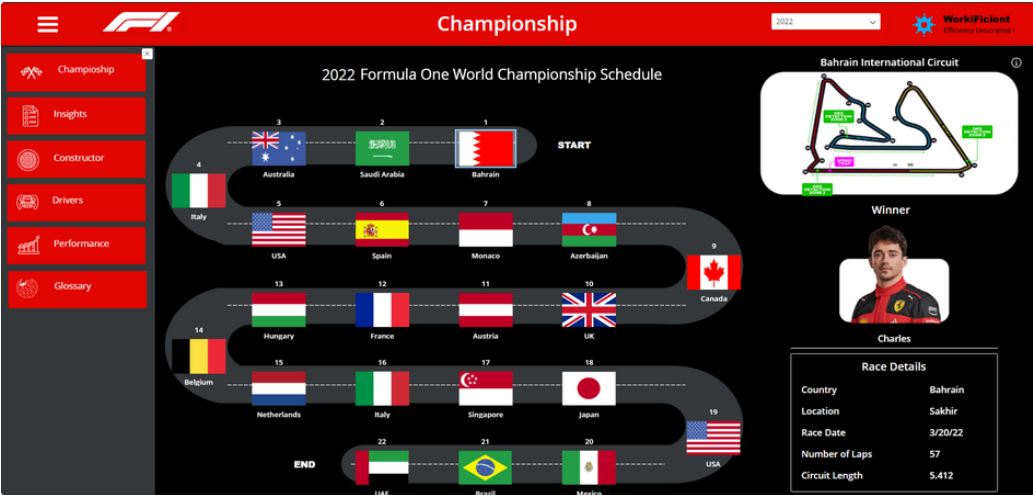 Championship
2022
WorkiFicient
Efficiency Unscripted !
Champioship
Insights
Constructor
Drivers
Performance
Glossary
2022 Formula One World Championship Schedule
3
2
1
START
Australia
Saudi Arabia
Bahrain
4
Italy
5
6
7
8
USA
Spain
Monaco
Azerbaijan
9
Canada
13
12
11
10
Hungary
France
Austria
UK
14
Belgium
15
16
17
18
Netherlands
Italy
Singapore
Japan
19
USA
22
21
20
END
UAE
Brazil
Mexico
Bahrain International Circuit
Winner
Charles
Race Details
Country Bahrain
Location Sakhir
Race Date 3/20/22
Number of Laps 57
Circuit Length 5.412